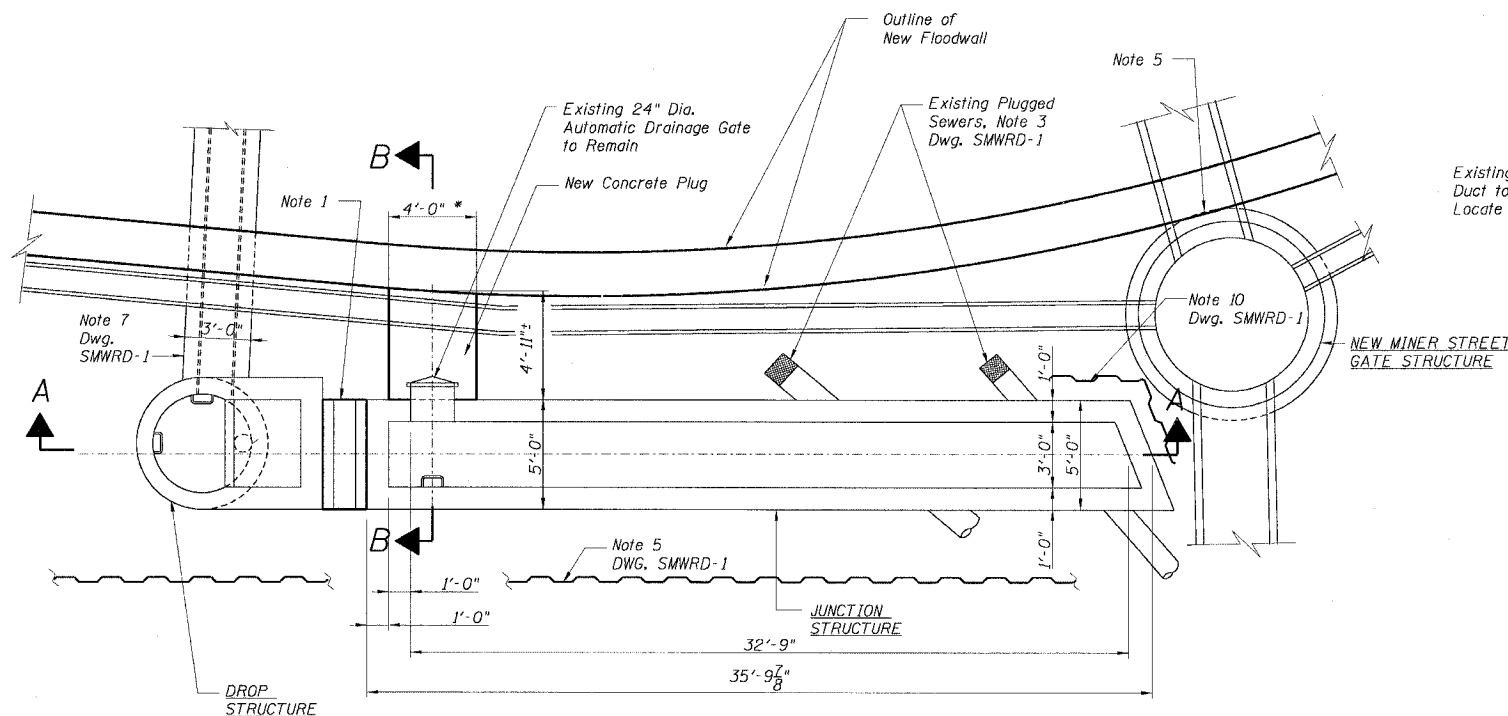 Outline of
New Floodwall
Note 5
Existing 24" Dia.
Automatic Drainage Gate
to Remain
Existing Plugged
Sewers, Note 3
Dwg. SMWRD-1
B
New Concrete Plug
Existing
Duct to
Locate
Note 1
4'-0" *
Note 7
Dwg.
SMWRD-1
3'-0"
4'-11"±
Note 10
Dwg. SMWRD-1
NEW MINER STREET
GATE STRUCTURE
1'-0"
A
A
5'-0"
3'-0"
5'-0"
B
Note 5
DWG. SMWRD-1
1'-0"
1'-0"
1'-0"
JUNCTION
STRUCTURE
32'-9"
35'-9 7/8"
DROP
STRUCTURE